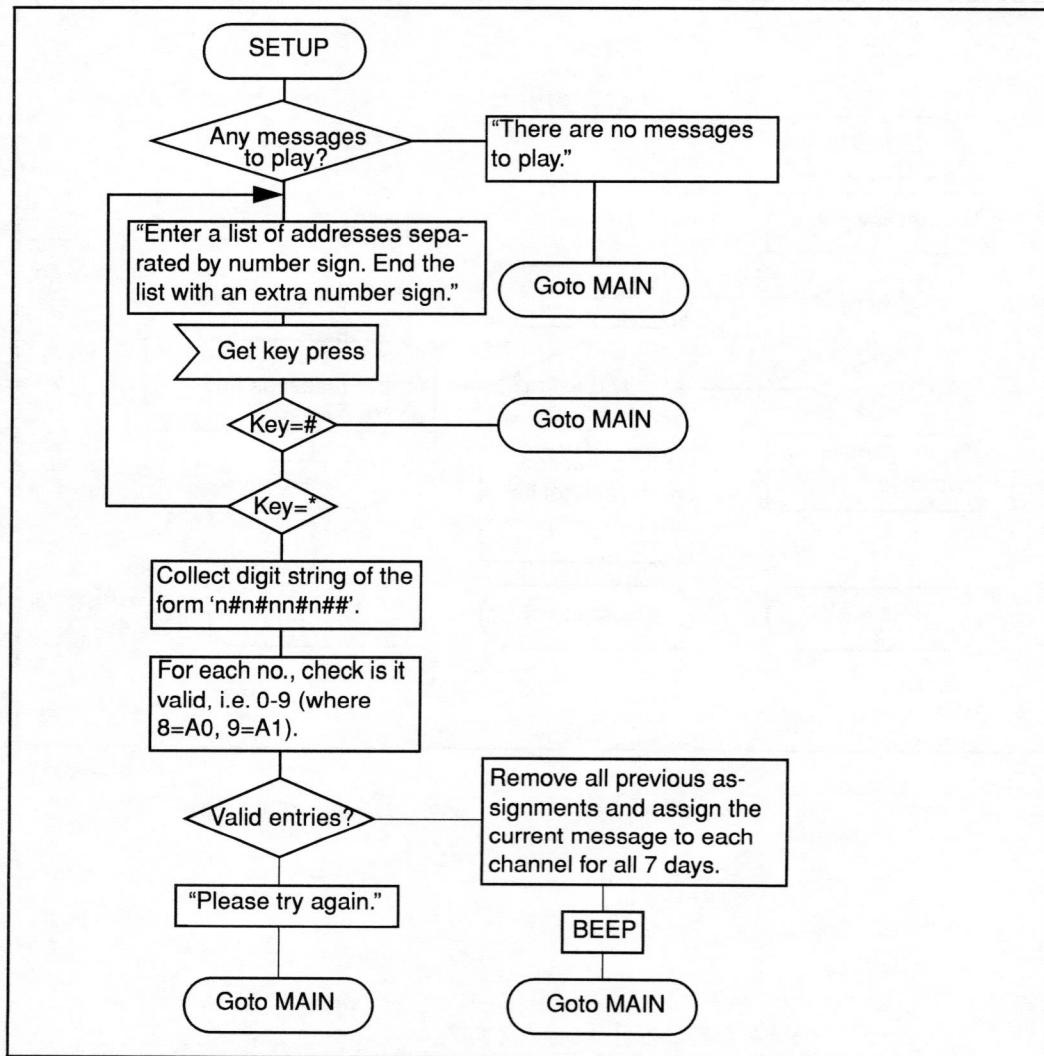 SETUP
Any messages
to play?
“There are no messages
to play.”
“Enter a list of addresses sepa-
rated by number sign. End the
list with an extra number sign.”
Goto MAIN
Get key press
Key=#
Goto MAIN
Key=*
Collect digit string of the
form ‘n#n#nn#n##’.
For each no., check is it
valid, i.e. 0-9 (where
8=A0, 9=A1).
Valid entries?
Remove all previous as-
signments and assign the
current message to each
channel for all 7 days.
“Please try again.”
BEEP
Goto MAIN
Goto MAIN